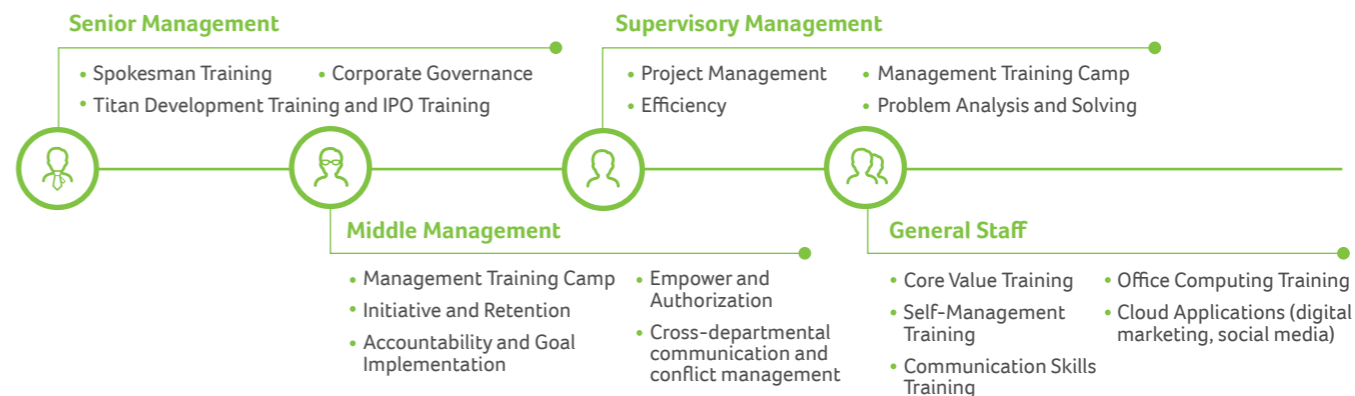 Senior Management
• Spokesman Training
• Corporate Governance
• Titan Development Training and IPO Training
Supervisory Management
• Project Management
• Management Training Camp
• Efficiency
• Problem Analysis and Solving
Middle Management
• Management Training Camp
• Initiative and Retention
• Accountability and Goal
Implementation
• Empower and
Authorization
• Cross-departmental
communication and
conflict management
General Staff
• Core Value Training
• Self-Management
Training
• Communication Skills
Training
• Office Computing Training
• Cloud Applications (digital
marketing, social media)